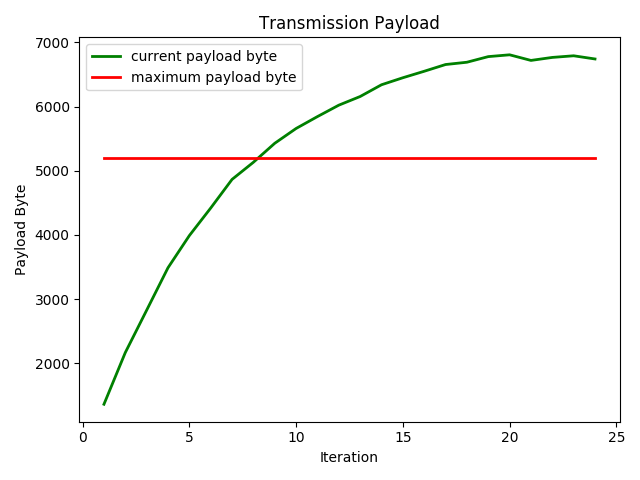 Transmission Payload
current payload byte
maximum payload byte
7000
6000
5000
4000
3000
2000
Payload Byte
0 5 10 15 20 25
Iteration